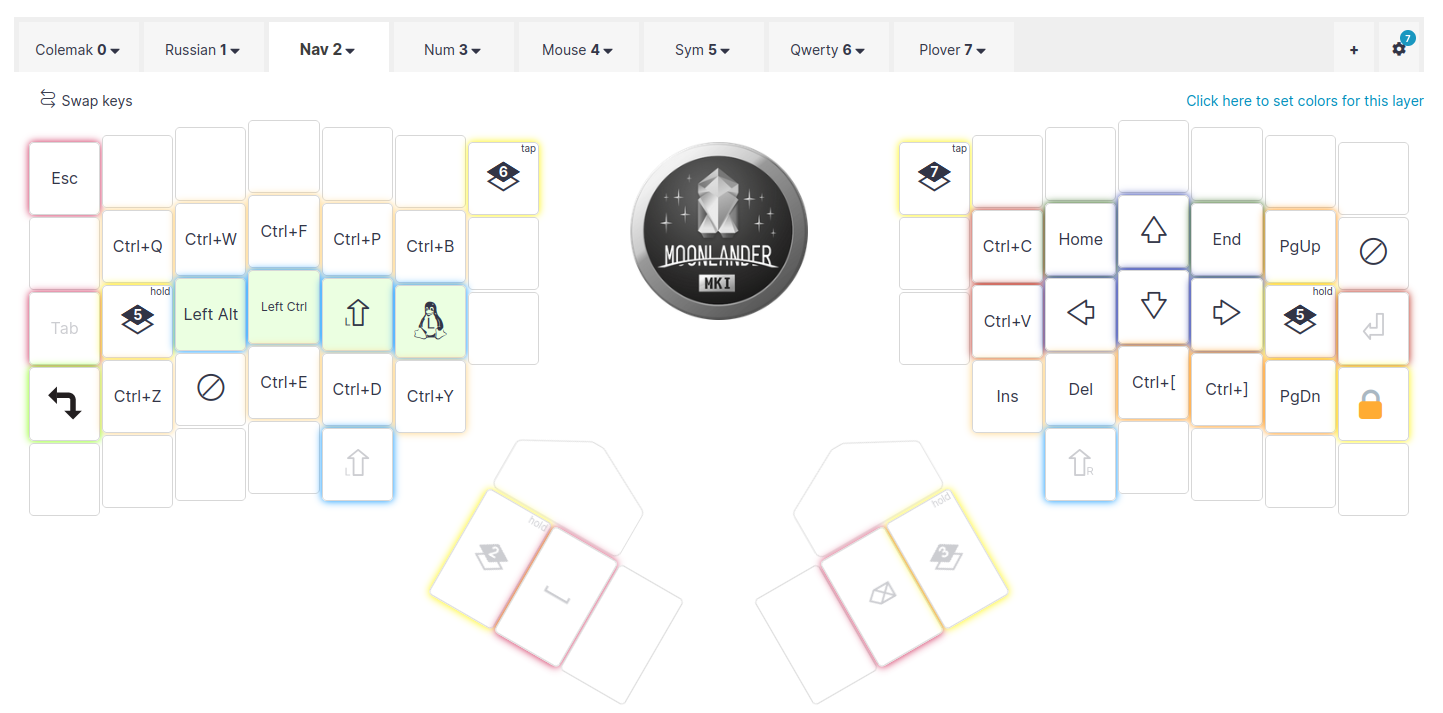 Colemak 0 Russian 1 Nav 2 Num 3 Mouse 4 Sym 5 Qwerty 6 Plover 7 + 7
Swap keys Click here to set colors for this layer
tap tap
Esc 6 7
Ctrl+Q Ctrl+W Ctrl+F Ctrl+P Ctrl+B Ctrl+C Home End PgUp
hold hold
Tab 5 Left Alt Left Ctrl L Ctrl+V 5
Ctrl+Z Ctrl+E Ctrl+D Ctrl+Y Ins Del Ctrl+[ Ctrl+] PgDn
L R
MOONLANDER
MKI
hold hold
2 3